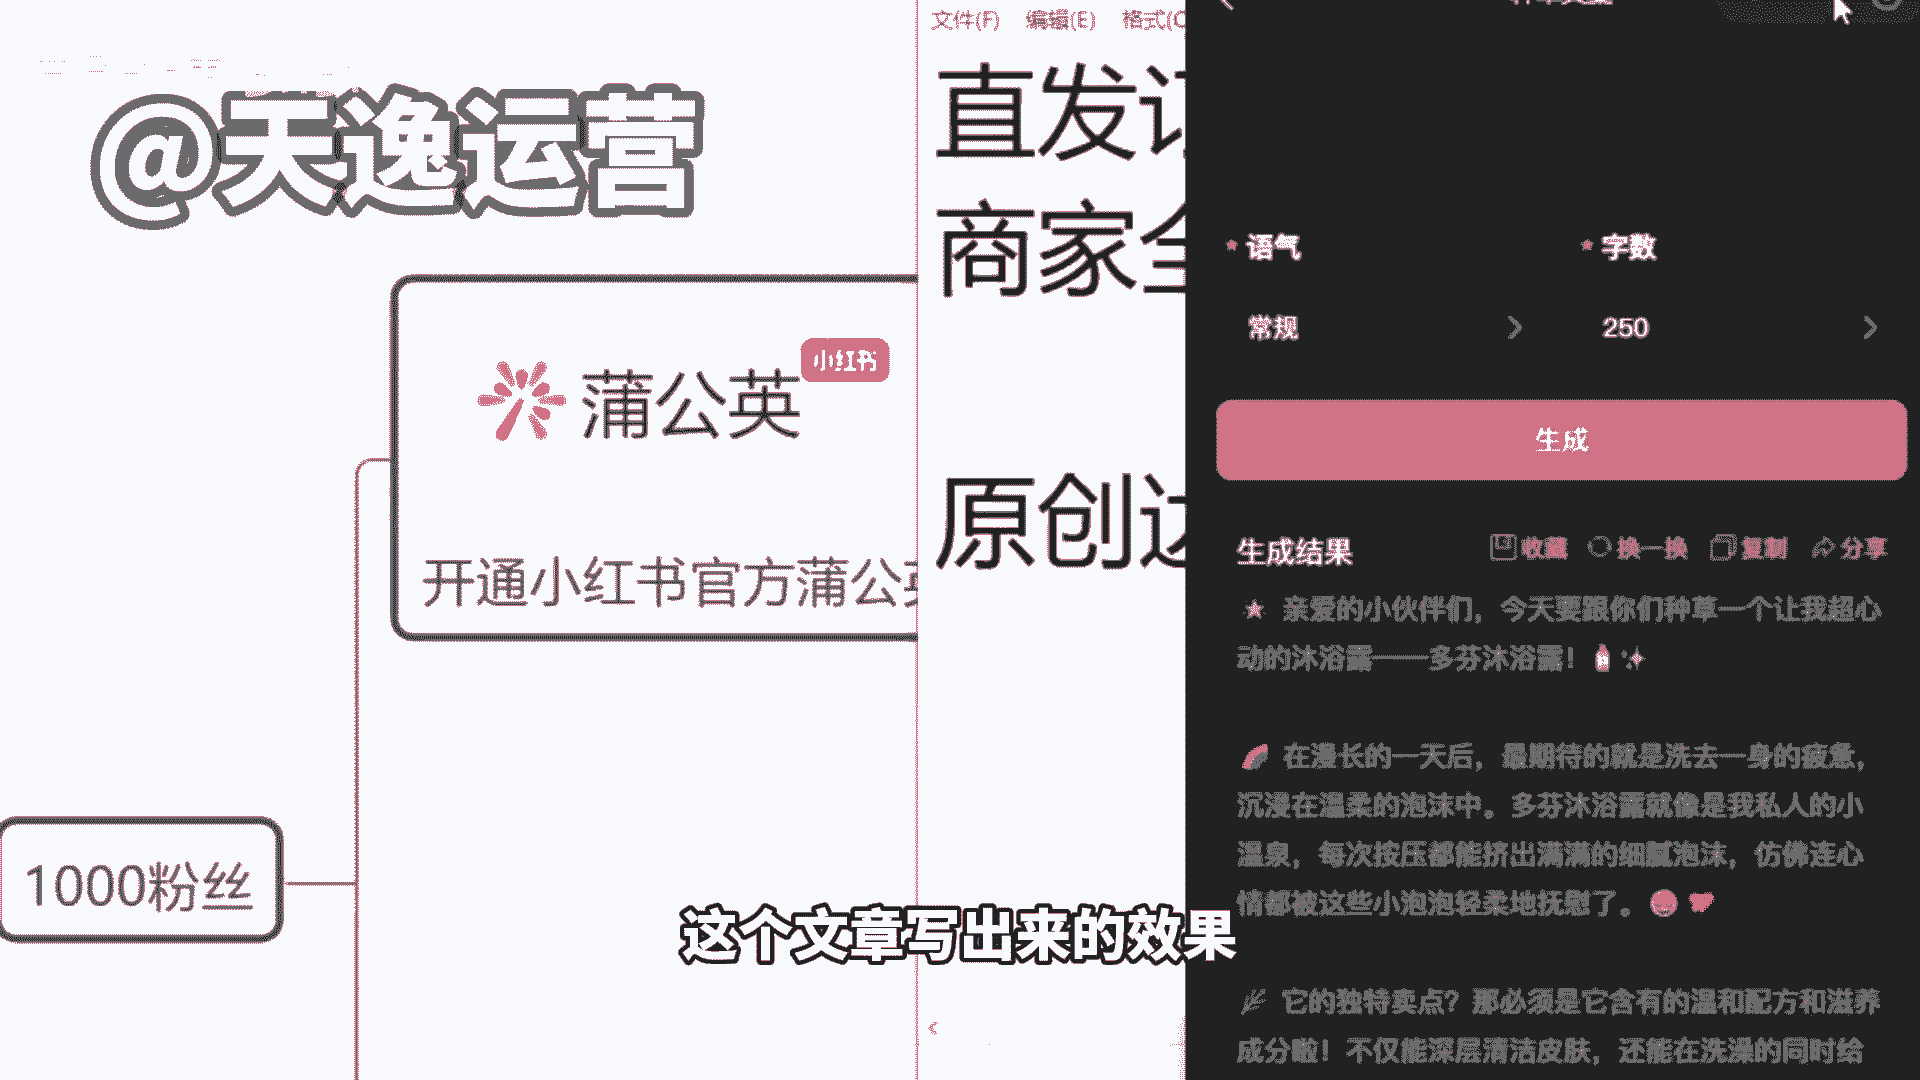 @天逸运营
小红书
蒲公英
开通小红书官方蒲公
1000粉丝
文件(F) 编辑(E) 格式(
直发
商家
原创
语气 字数
常规 250
生成
生成结果 收藏 换一换 复制 分享
亲爱的小伙伴们，今天要跟你们种草一个让我超心
动的沐浴露——多芬沐浴露！
在漫长的一天后，最期待的就是洗去一身的疲惫，
沉浸在温柔的泡沫中。多芬沐浴露就像是我私人的小
温泉，每次按压都能挤出满满的细腻泡沫，仿佛连心
情都被这些小泡泡轻柔地抚慰了。
它的独特卖点？那必须是它含有的温和配方和滋养
成分啦！不仅能深层清洁皮肤，还能在洗澡的同时给
这个文章写出来的效果